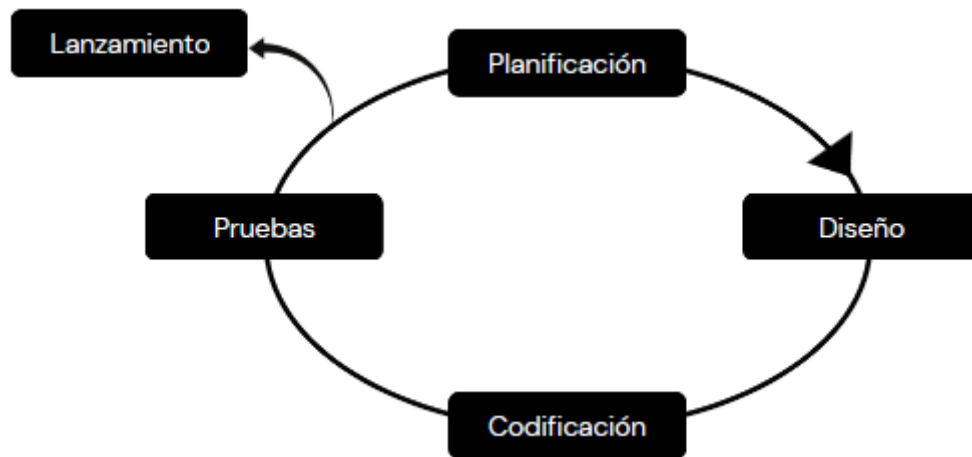 Lanzamiento
Planificación
Pruebas
Diseño
Codificación